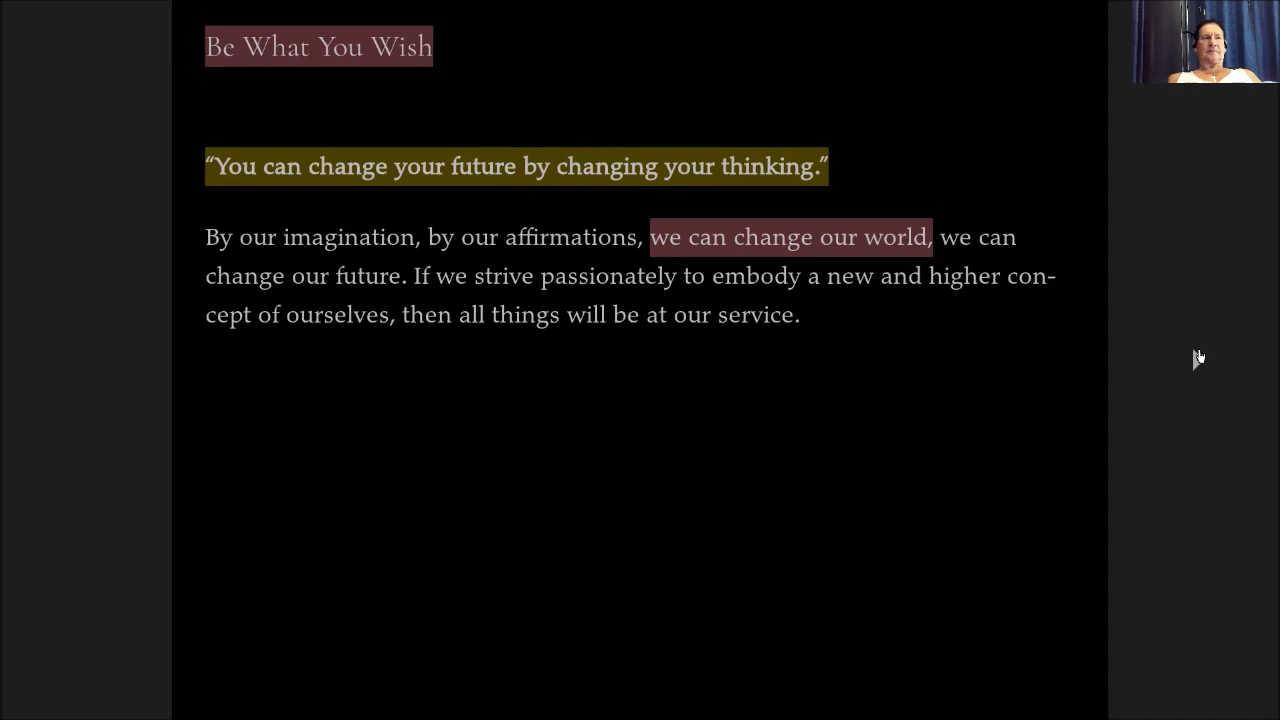 Be What You Wish
“You can change your future by changing your thinking.”
By our imagination, by our affirmations, we can change our world, we can
change our future. If we strive passionately to embody a new and higher con-
cept of ourselves, then all things will be at our service.